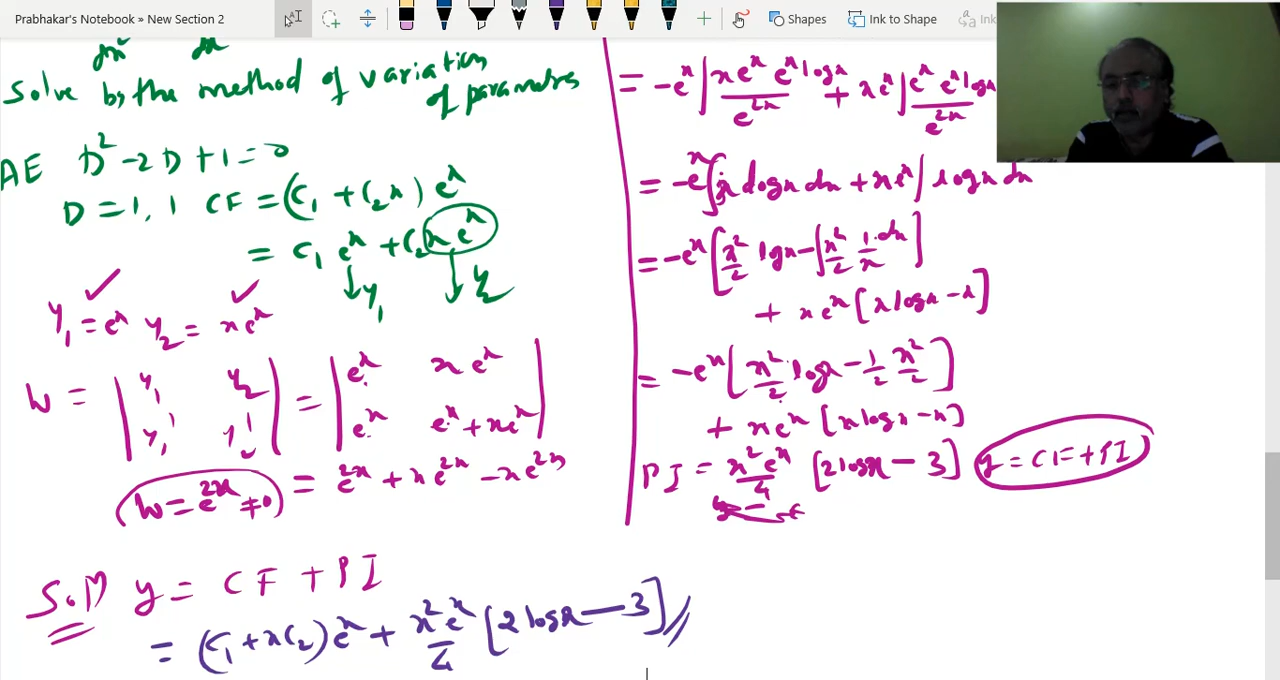 Prabhakar's Notebook » New Section 2
Shapes
Ink to Shape
Ink
dx² dx
Solve by the method of variation
of parametres
AE D² - 2D + 1 = 0
D = 1, 1 CF = (C₁ + C₂x) eˣ
= C₁ eˣ + C₂ x eˣ
↓ y₁ ↓ y₂
y₁ = eˣ y₂ = x eˣ
W = | y₁ y₂ | = | eˣ x eˣ |
| y₁' y₂' | | eˣ eˣ + x eˣ |
W = e²ˣ ≠ 0 = e²ˣ + x e²ˣ - x e²ˣ
= -eˣ ∫ x eˣ eˣ log x / e²ˣ + x eˣ ∫ eˣ eˣ log x / e²ˣ
= -eˣ ∫ x log x dx + x eˣ ∫ log x dx
= -eˣ [ x²/2 log x - ∫ x²/2 1/x dx ]
+ x eˣ [ x log x - x ]
= -eˣ [ x²/2 log x - 1/2 x²/2 ]
+ x eˣ [ x log x - x ]
PI = x² eˣ / 4 [ 2 log x - 3 ] y = CF + PI
Solⁿ y = CF + PI
= (C₁ + x C₂) eˣ + x² eˣ / 4 [ 2 log x - 3 ] //